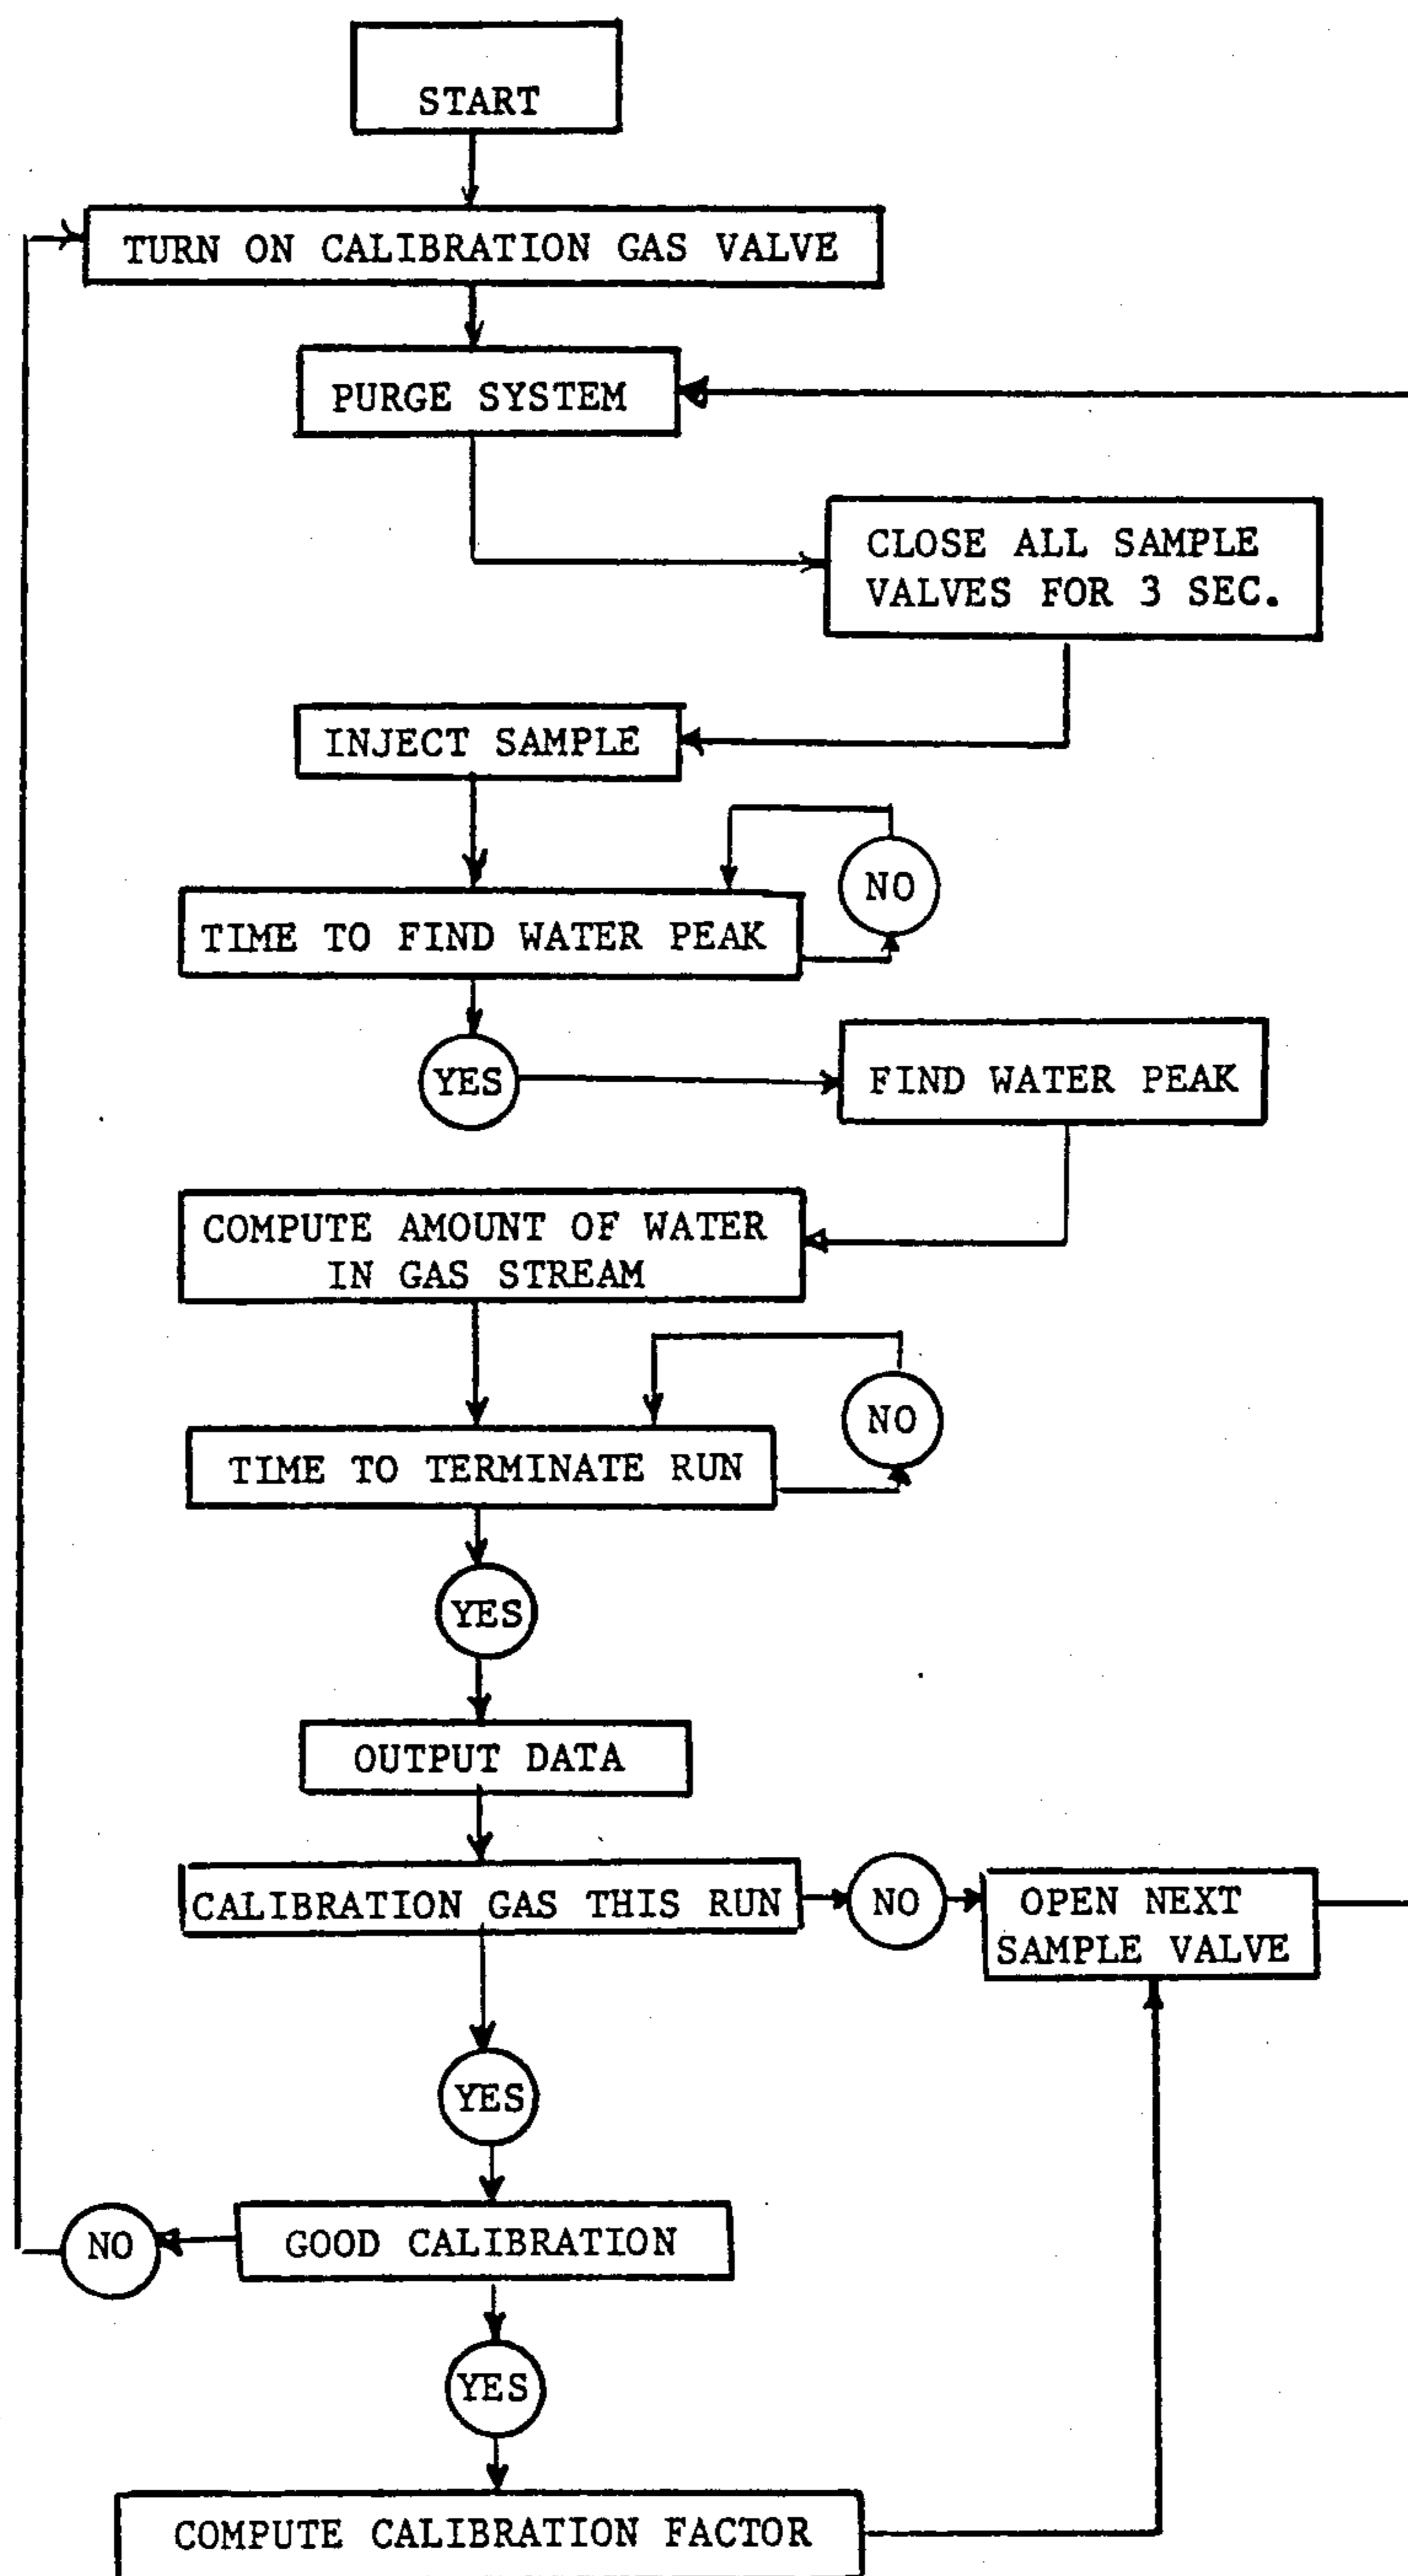 START
TURN ON CALIBRATION GAS VALVE
PURGE SYSTEM
CLOSE ALL SAMPLE
VALVES FOR 3 SEC.
INJECT SAMPLE
NO
TIME TO FIND WATER PEAK
YES
FIND WATER PEAK
COMPUTE AMOUNT OF WATER
IN GAS STREAM
NO
TIME TO TERMINATE RUN
YES
OUTPUT DATA
CALIBRATION GAS THIS RUN
NO
OPEN NEXT
SAMPLE VALVE
YES
NO
GOOD CALIBRATION
YES
COMPUTE CALIBRATION FACTOR